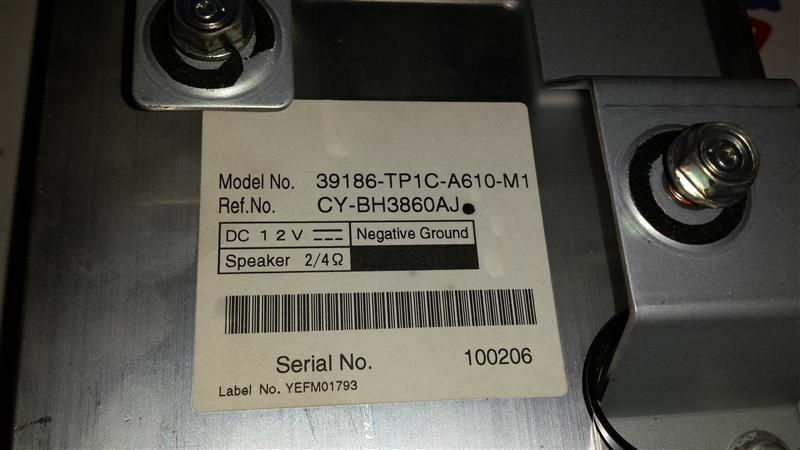 Model No. 39186-TP1C-A610-M1
Ref.No. CY-BH3860AJ
DC 12V Negative Ground
Speaker 2/4Ω
Serial No. 100206
Label No. YEFM01793